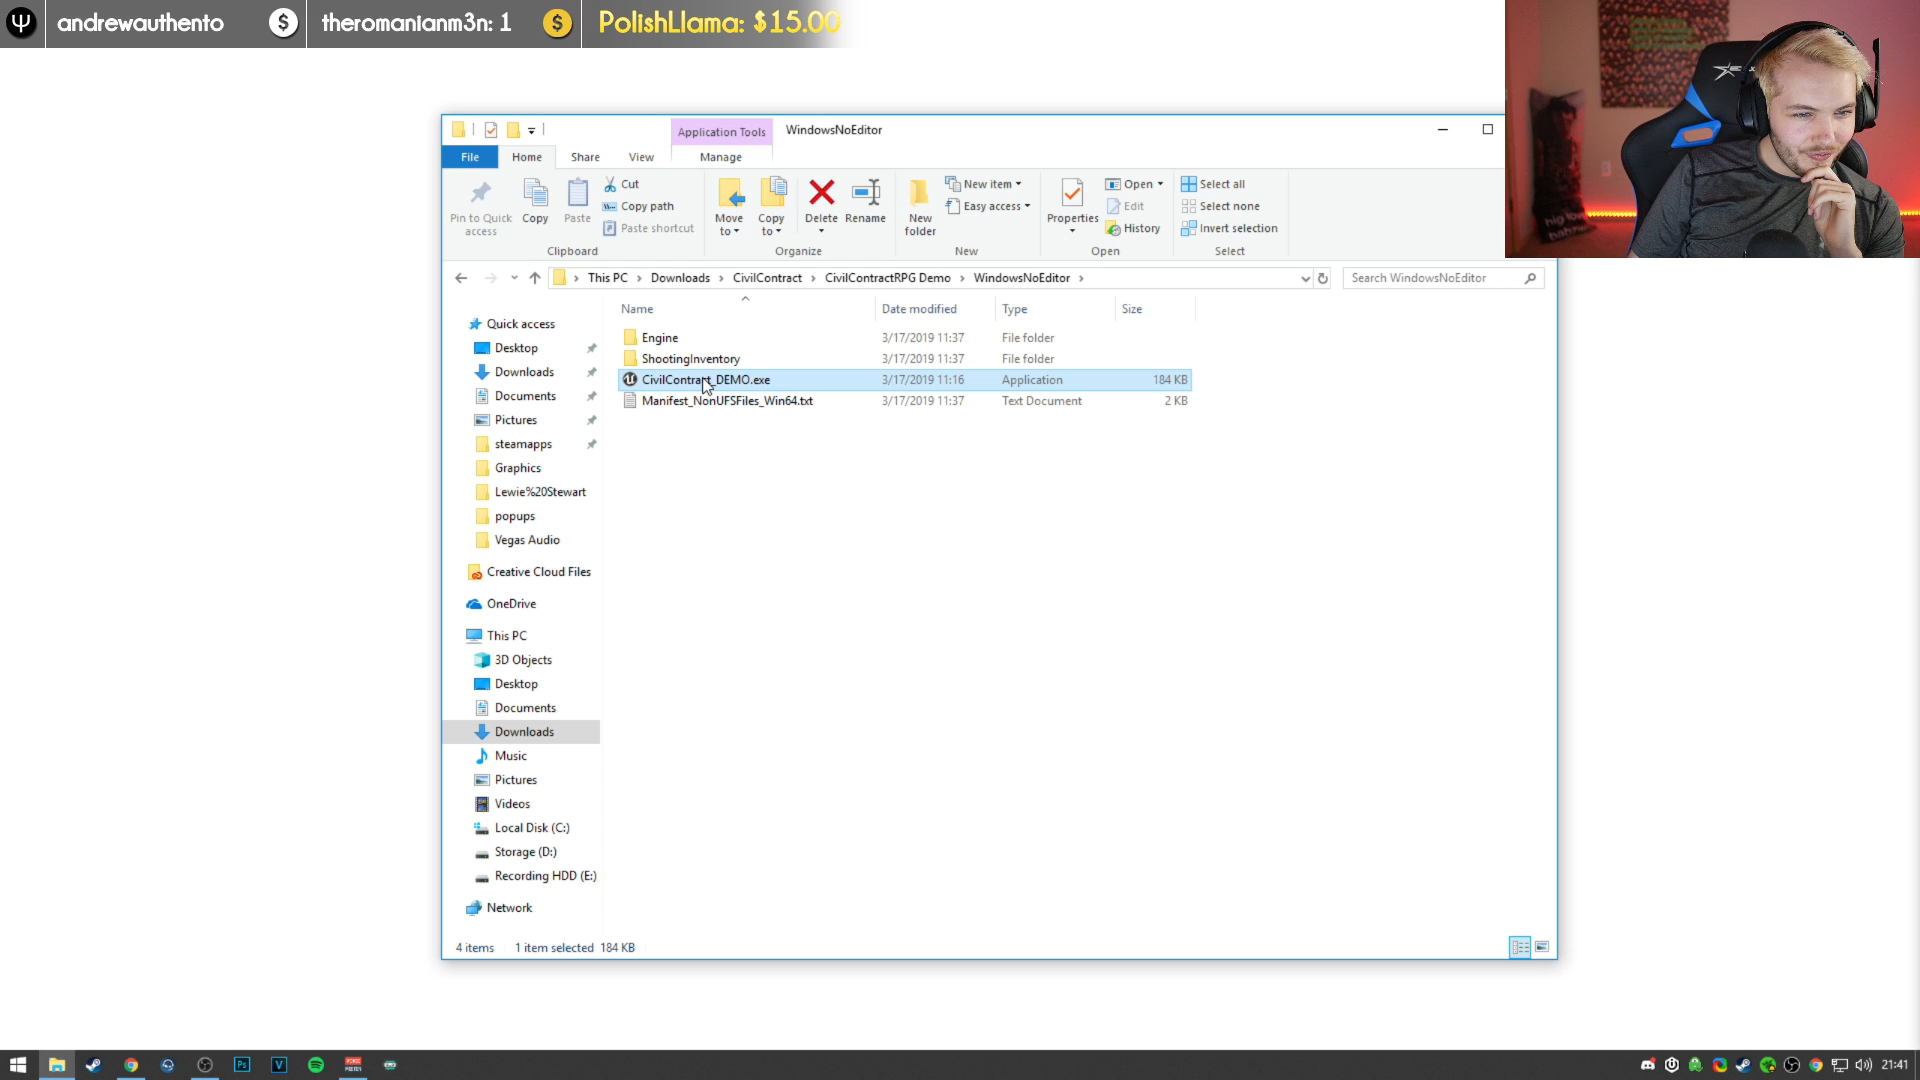 andrewauthento
$
theromanianm3n: 1
$
PolishLlama: $15.00
Application Tools
WindowsNoEditor
File
Home
Share
View
Manage
Pin to Quick access
Copy
Paste
Cut
Copy path
Paste shortcut
Clipboard
Move to
Copy to
Delete
Rename
Organize
New folder
New item
Easy access
New
Properties
Open
Edit
History
Open
Select all
Select none
Invert selection
Select
This PC > Downloads > CivilContract > CivilContractRPG Demo > WindowsNoEditor >
Search WindowsNoEditor
Name Date modified Type Size
Engine 3/17/2019 11:37 File folder
ShootingInventory 3/17/2019 11:37 File folder
CivilContract_DEMO.exe 3/17/2019 11:16 Application 184 KB
Manifest_NonUFSFiles_Win64.txt 3/17/2019 11:37 Text Document 2 KB
Quick access
Desktop
Downloads
Documents
Pictures
steamapps
Graphics
Lewie%20Stewart
popups
Vegas Audio
Creative Cloud Files
OneDrive
This PC
3D Objects
Desktop
Documents
Downloads
Music
Pictures
Videos
Local Disk (C:)
Storage (D:)
Recording HDD (E:)
Network
4 items 1 item selected 184 KB
Ps
V
21:41